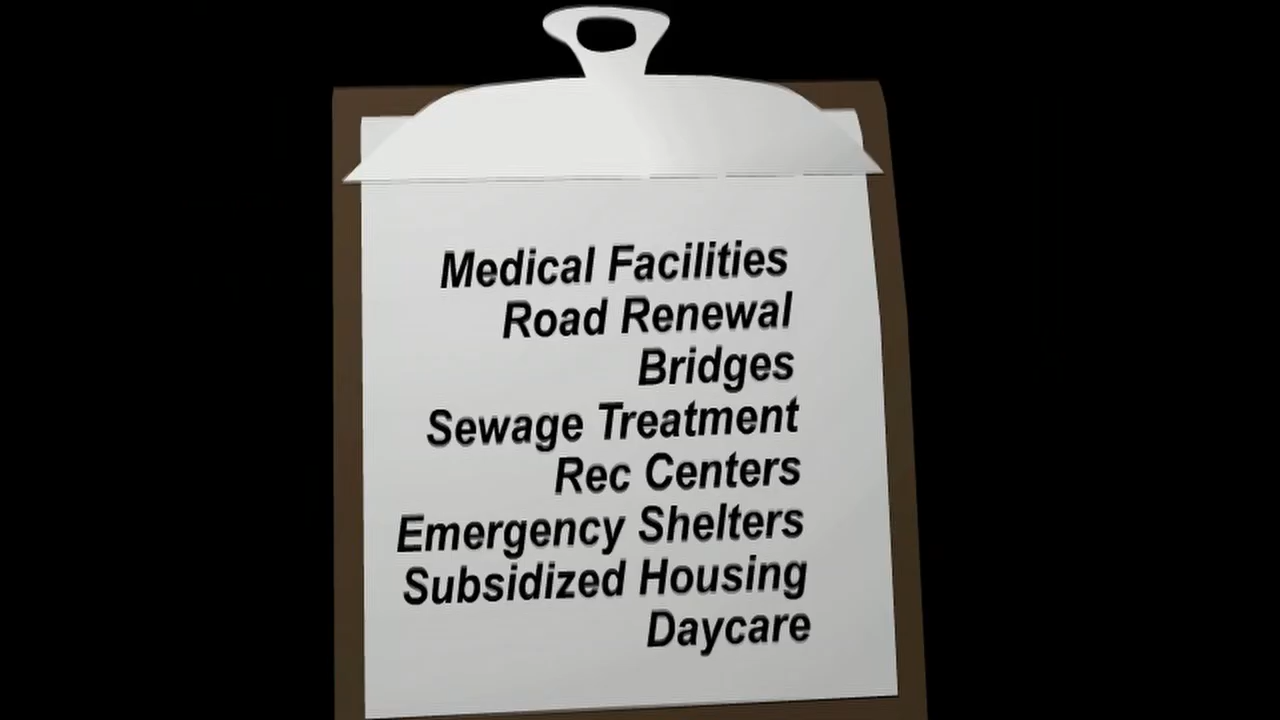 Medical Facilities
Road Renewal
Bridges
Sewage Treatment
Rec Centers
Emergency Shelters
Subsidized Housing
Daycare